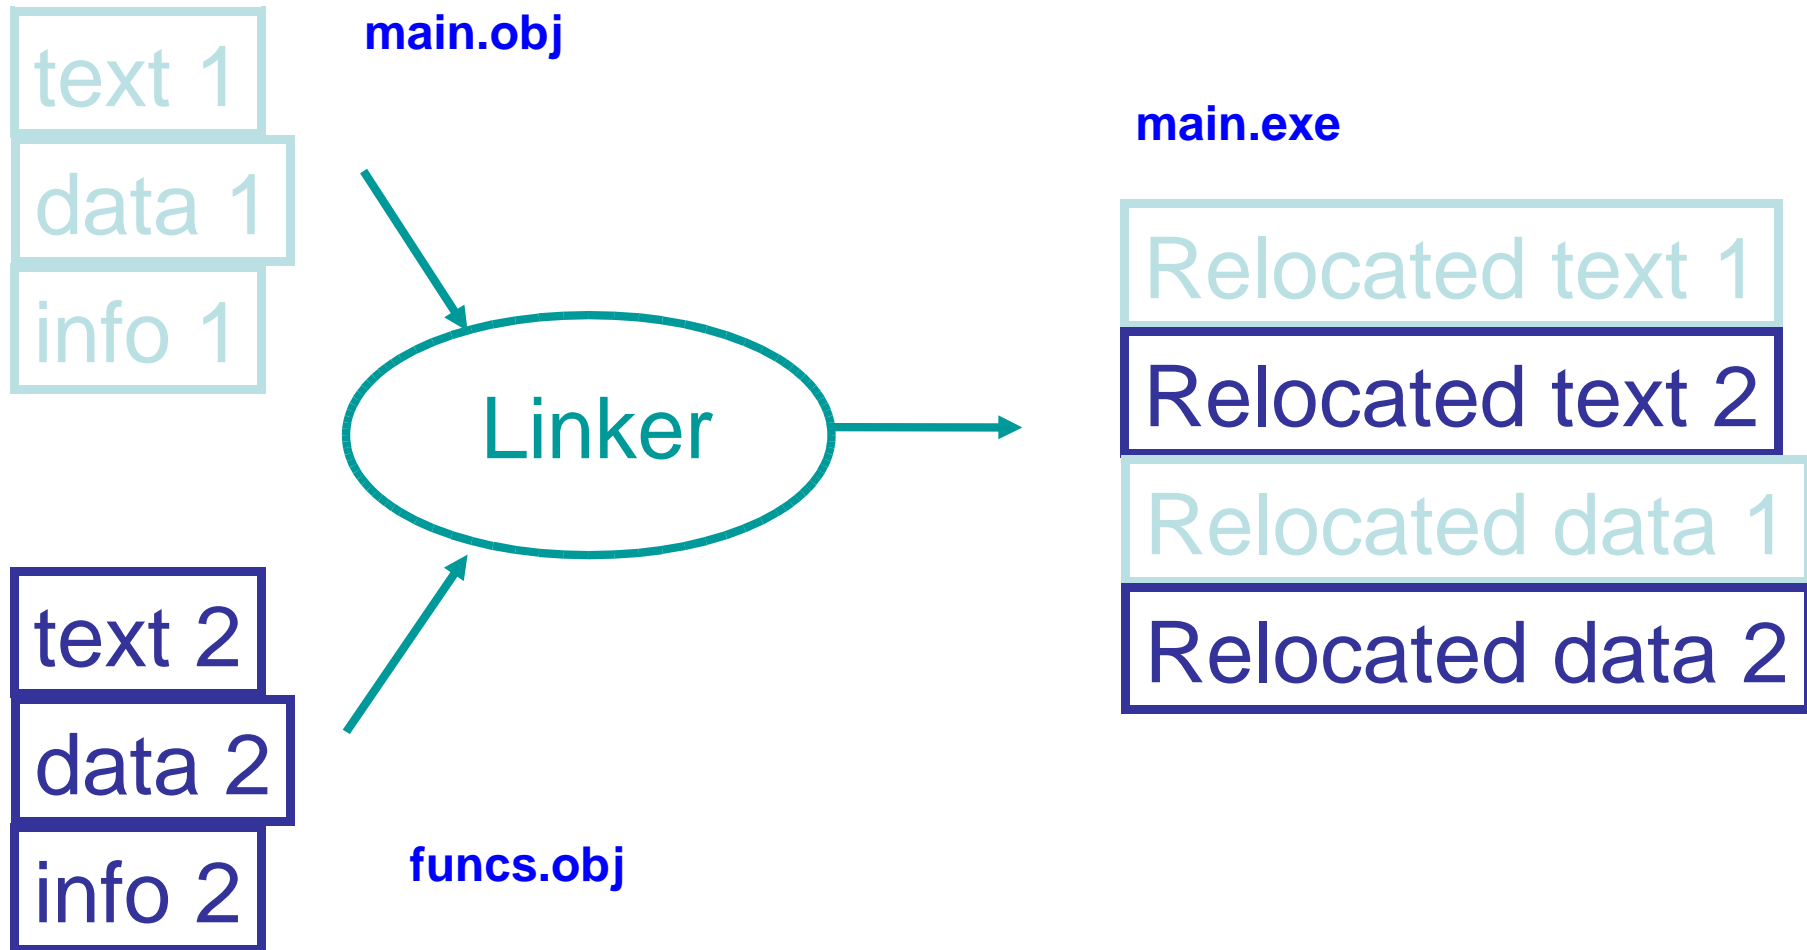 main.obj
text 1
data 1
info 1
Linker
text 2
data 2
info 2
funcs.obj
main.exe
Relocated text 1
Relocated text 2
Relocated data 1
Relocated data 2